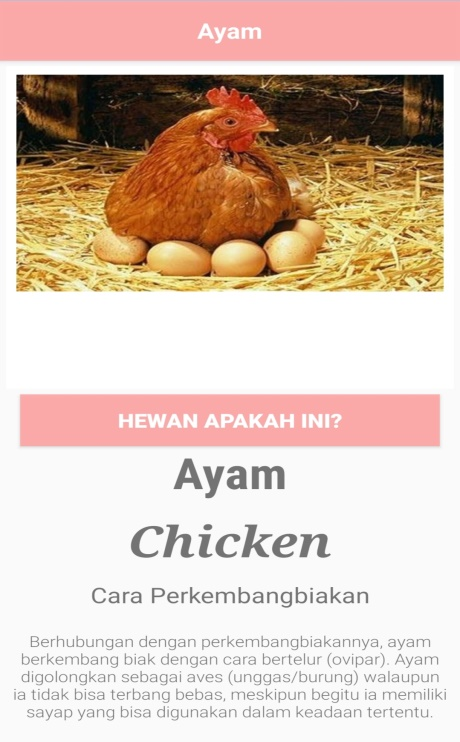 Ayam
HEWAN APAKAH INI?
Ayam
Chicken
Cara Perkembangbiakan
Berhubungan dengan perkembangbiakannya, ayam
berkembang biak dengan cara bertelur (ovipar). Ayam
digolongkan sebagai aves (unggas/burung) walaupun
ia tidak bisa terbang bebas, meskipun begitu ia memiliki
sayap yang bisa digunakan dalam keadaan tertentu.